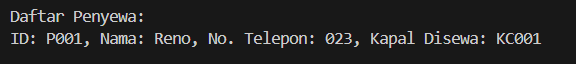 Daftar Penyewa:
ID: P001, Nama: Reno, No. Telepon: 023, Kapal Disewa: KC001